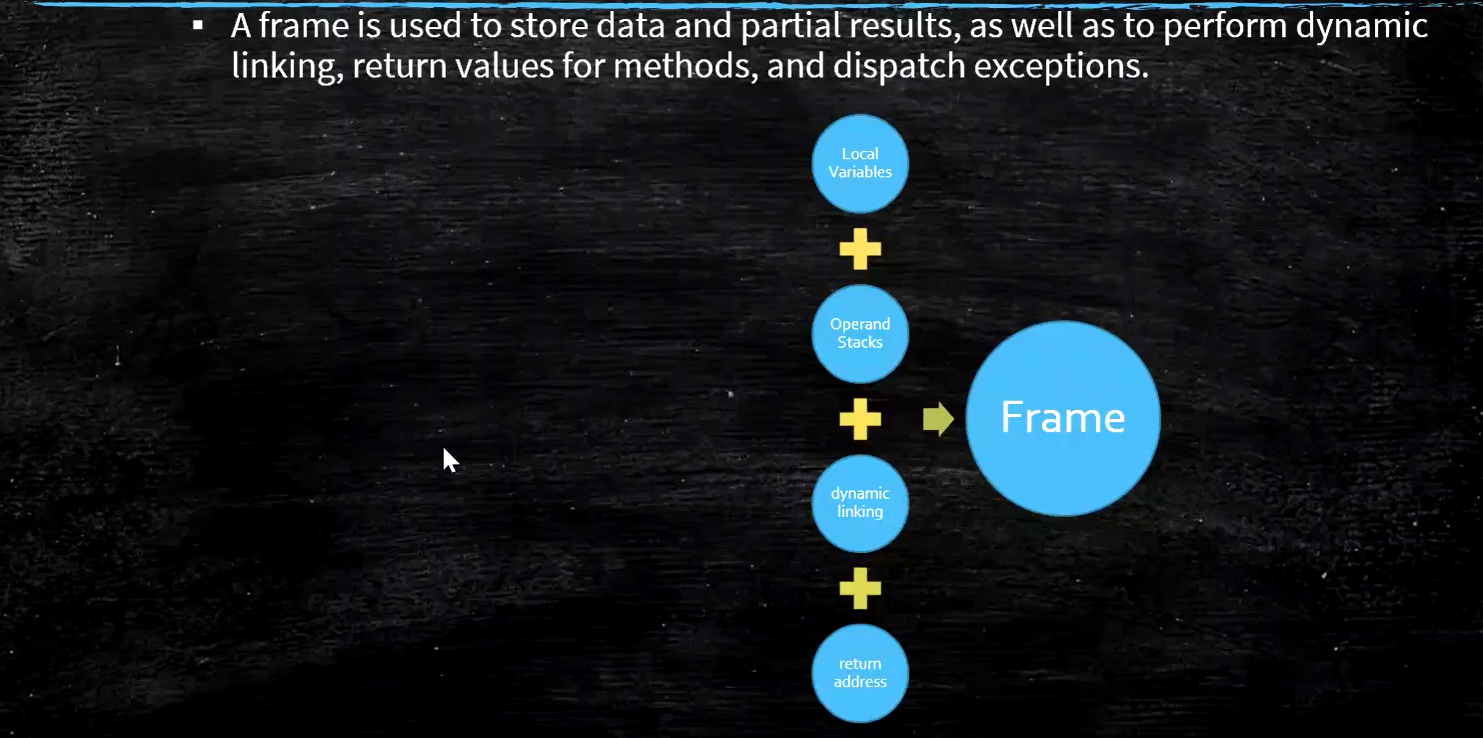 ▪ A frame is used to store data and partial results, as well as to perform dynamic
linking, return values for methods, and dispatch exceptions.
Local
Variables
Operand
Stacks
dynamic
linking
return
address
Frame